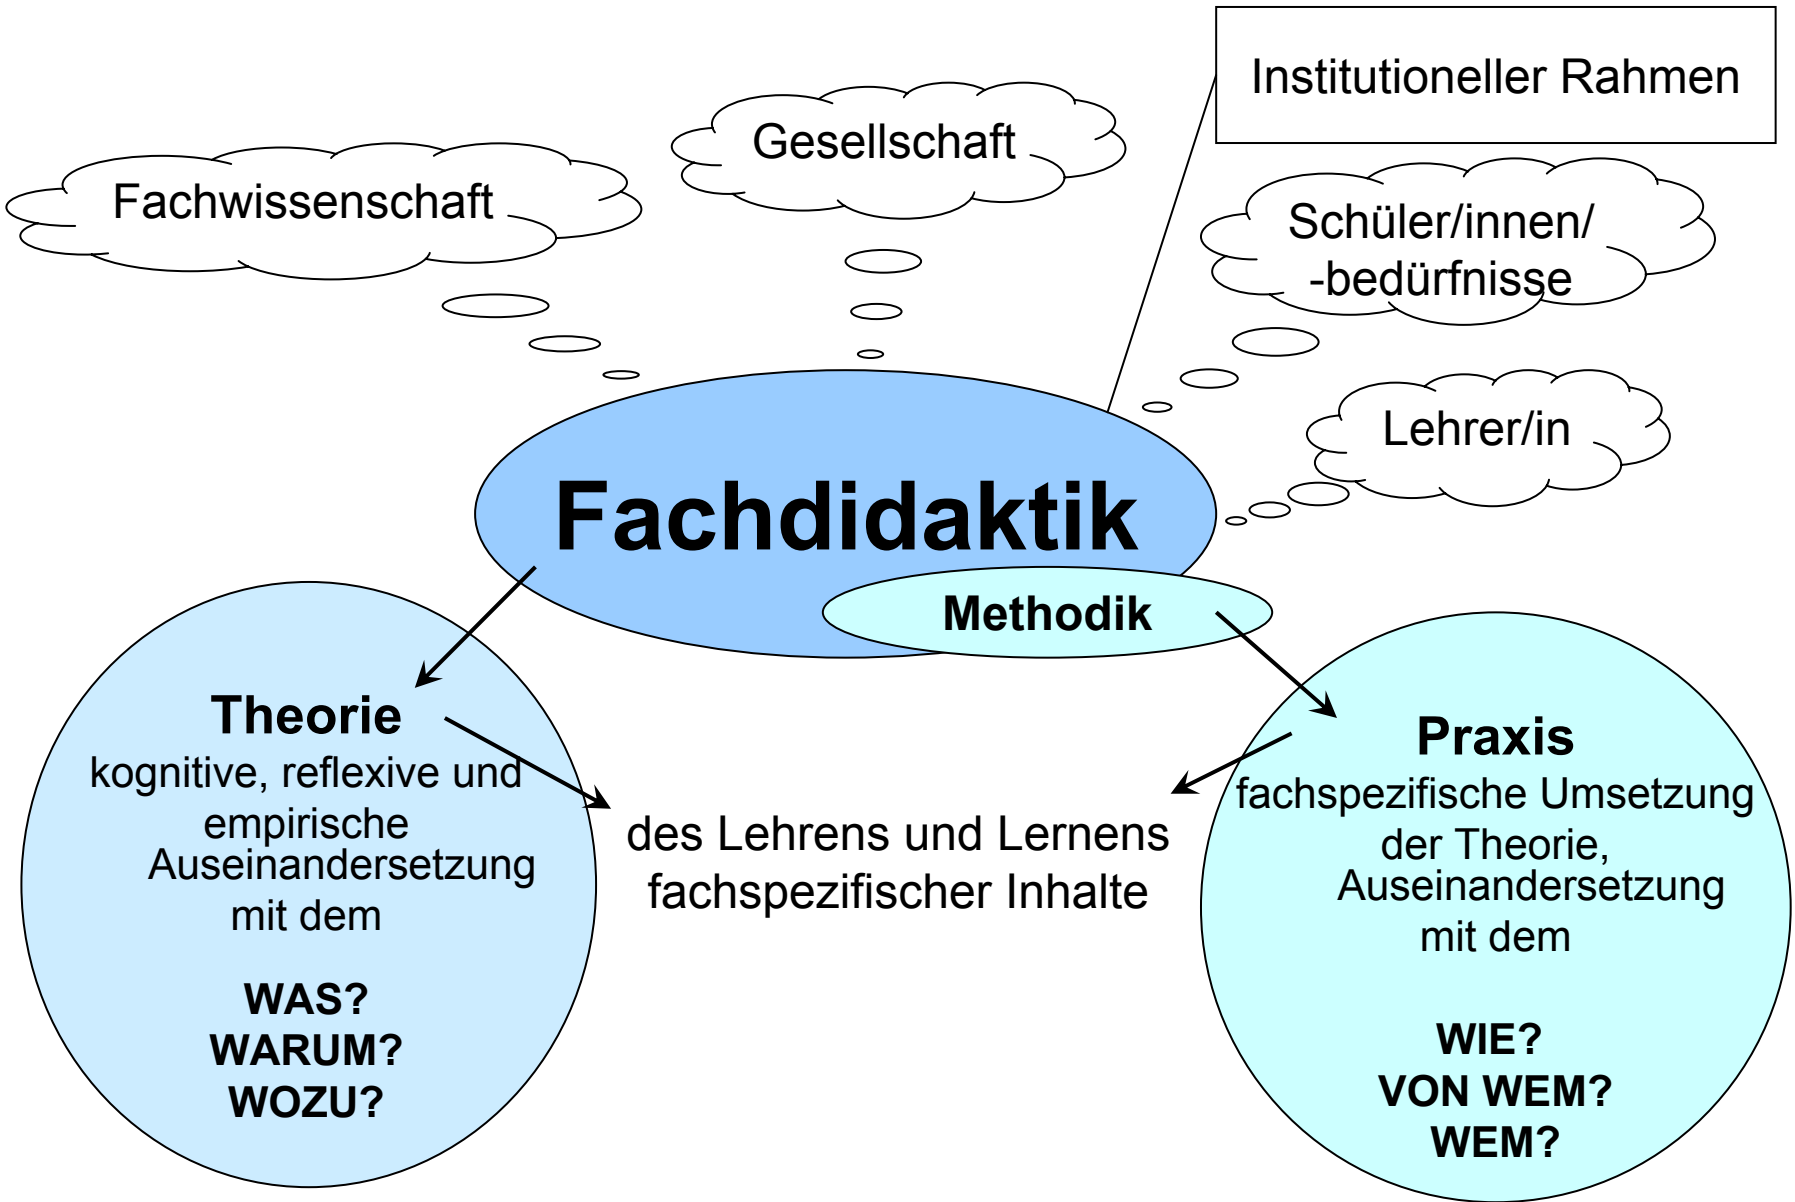 Institutioneller Rahmen
Gesellschaft
Fachwissenschaft
Schüler/innen/
-bedürfnisse
Lehrer/in
Fachdidaktik
Methodik
Theorie
kognitive, reflexive und
empirische
Auseinandersetzung
mit dem
WAS?
WARUM?
WOZU?
des Lehrens und Lernens
fachspezifischer Inhalte
Praxis
fachspezifische Umsetzung
der Theorie,
Auseinandersetzung
mit dem
WIE?
VON WEM?
WEM?